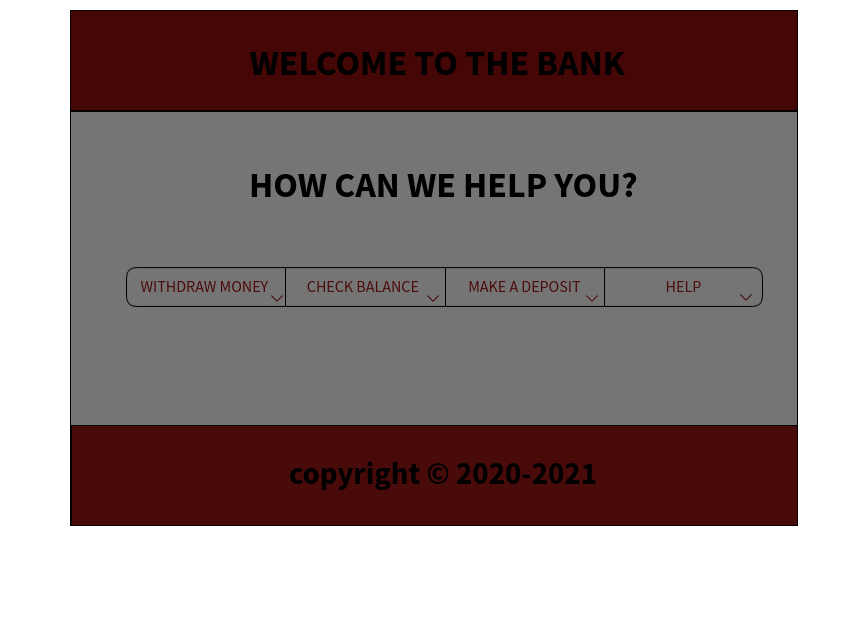 WELCOME TO THE BANK
HOW CAN WE HELP YOU?
WITHDRAW MONEY CHECK BALANCE MAKE A DEPOSIT HELP
copyright © 2020-2021